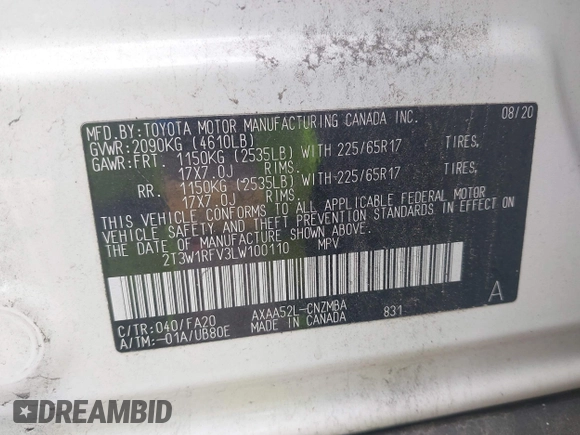 MFD.BY:TOYOTA MOTOR MANUFACTURING CANADA INC. 08/20
GVWR:2090KG (4610LB)
GAWR:FRT. 1150KG (2535LB) WITH 225/65R17 TIRES,
17X7.0J RIMS.
RR. 1150KG (2535LB) WITH 225/65R17 TIRES,
17X7.0J RIMS.
THIS VEHICLE CONFORMS TO ALL APPLICABLE FEDERAL MOTOR
VEHICLE SAFETY AND THEFT PREVENTION STANDARDS IN EFFECT ON
THE DATE OF MANUFACTURE SHOWN ABOVE.
2T3W1RFV3LW100110 MPV
C/TR:040/FA20 AXAA52L-CNZMBA 831- A
A/TM:-01A/UB80E MADE IN CANADA
DREAMBID